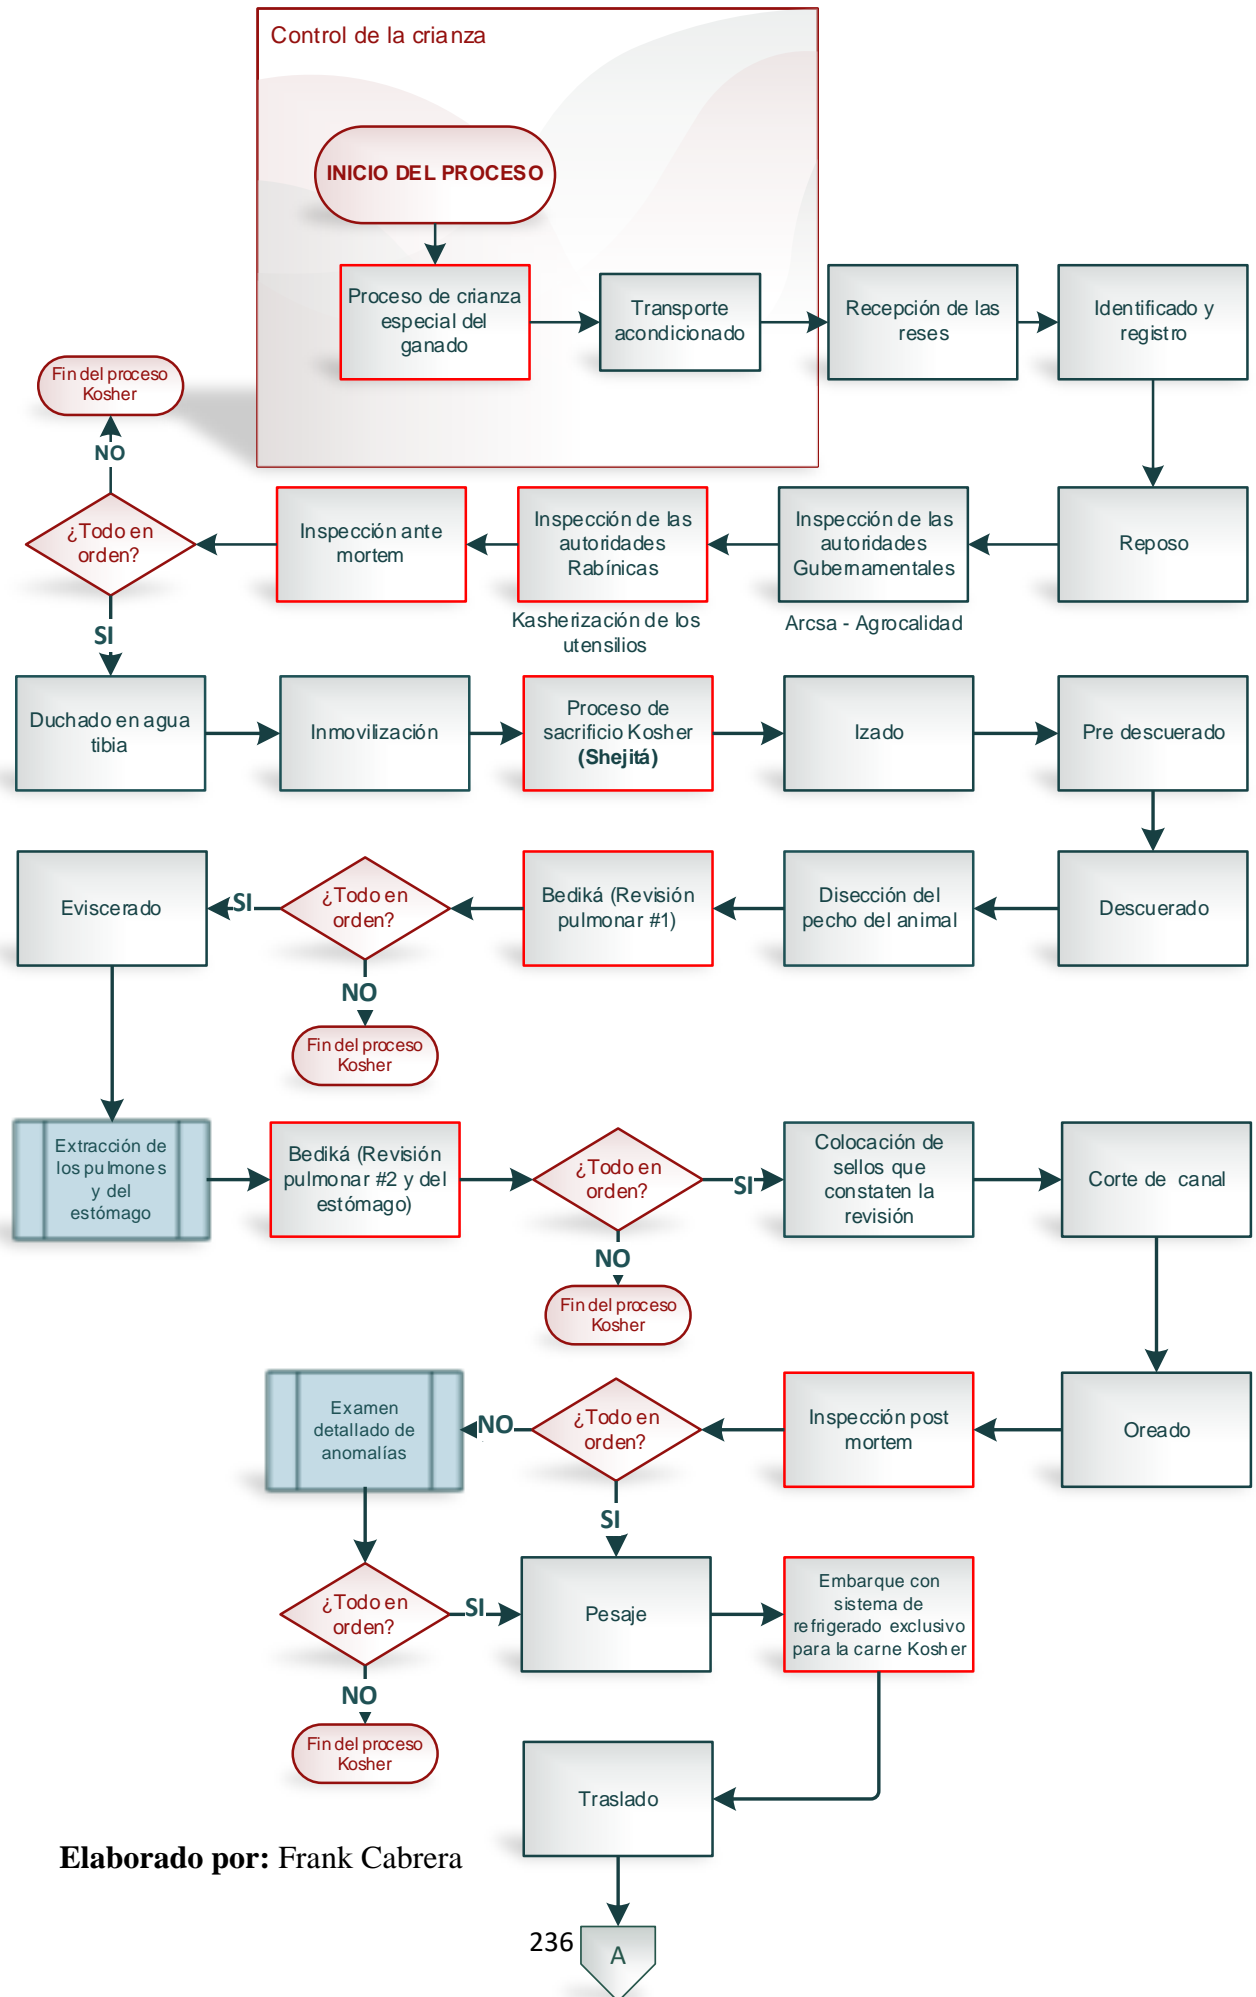 Control de la crianza
INICIO DEL PROCESO
Proceso de crianza
especial del
ganado
Transporte
acondicionado
Recepción de las
reses
Identificado y
registro
Fin del proceso
Kosher
NO
¿Todo en
orden?
Inspección ante
mortem
Inspección de las
autoridades
Rabínicas
Inspección de las
autoridades
Gubernamentales
Reposo
Kasherización de los
utensilios
Arcsa - Agrocalidad
SI
Duchado en agua
tibia
Inmovilización
Proceso de
sacrificio Kosher
(Shejitá)
Izado
Pre descuerado
Eviscerado
SI
¿Todo en
orden?
Bediká (Revisión
pulmonar #1)
Disección del
pecho del animal
Descuerado
NO
Fin del proceso
Kosher
Extracción de
los pulmones
y del
estómago
Bediká (Revisión
pulmonar #2 y del
estómago)
¿Todo en
orden?
SI
Colocación de
sellos que
constaten la
revisión
Corte de canal
NO
Fin del proceso
Kosher
Examen
detallado de
anomalías
NO
¿Todo en
orden?
Inspección post
mortem
Oreado
SI
¿Todo en
orden?
SI
Pesaje
Embarque con
sistema de
refrigerado exclusivo
para la carne Kosher
NO
Fin del proceso
Kosher
Traslado
Elaborado por: Frank Cabrera
236
A